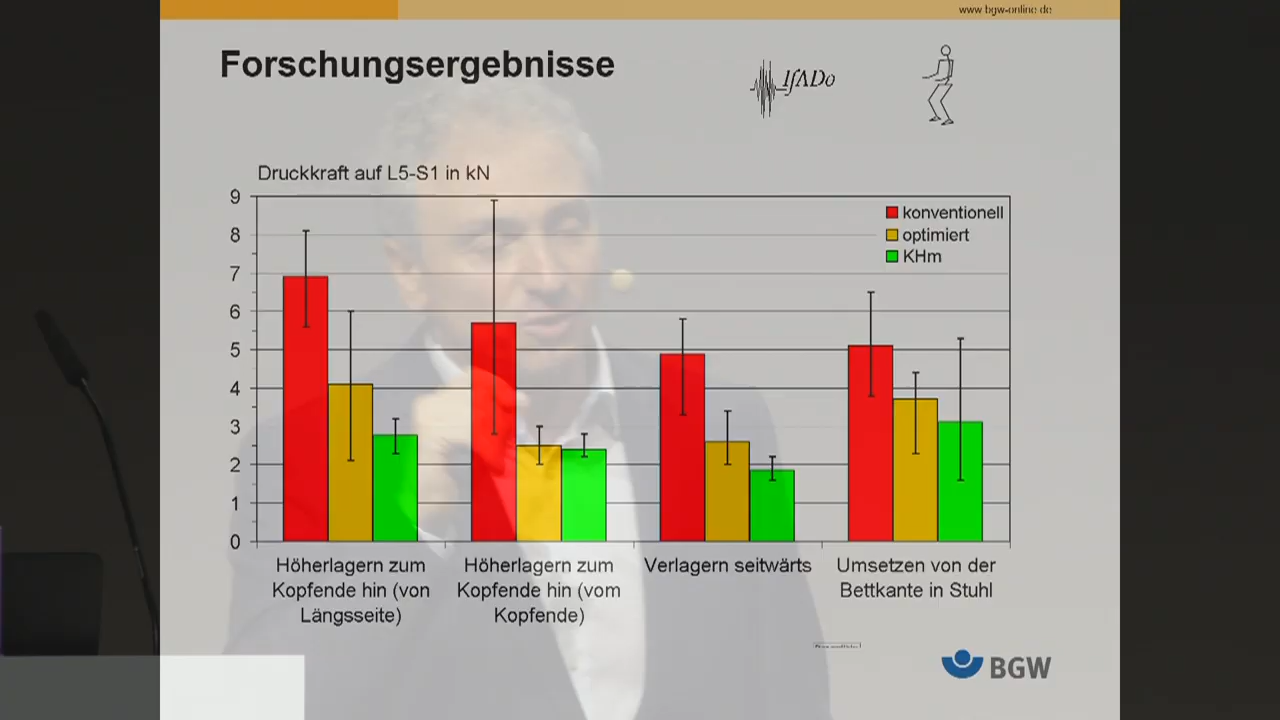 www.bgw-online.de
Forschungsergebnisse
IfADo
Druckkraft auf L5-S1 in kN
9
8
7
6
5
4
3
2
1
0
konventionell
optimiert
KHm
Höherlagern zum
Kopfende hin (von
Längsseite)
Höherlagern zum
Kopfende hin (vom
Kopfende)
Verlagern seitwärts
Umsetzen von der
Bettkante in Stuhl
BGW